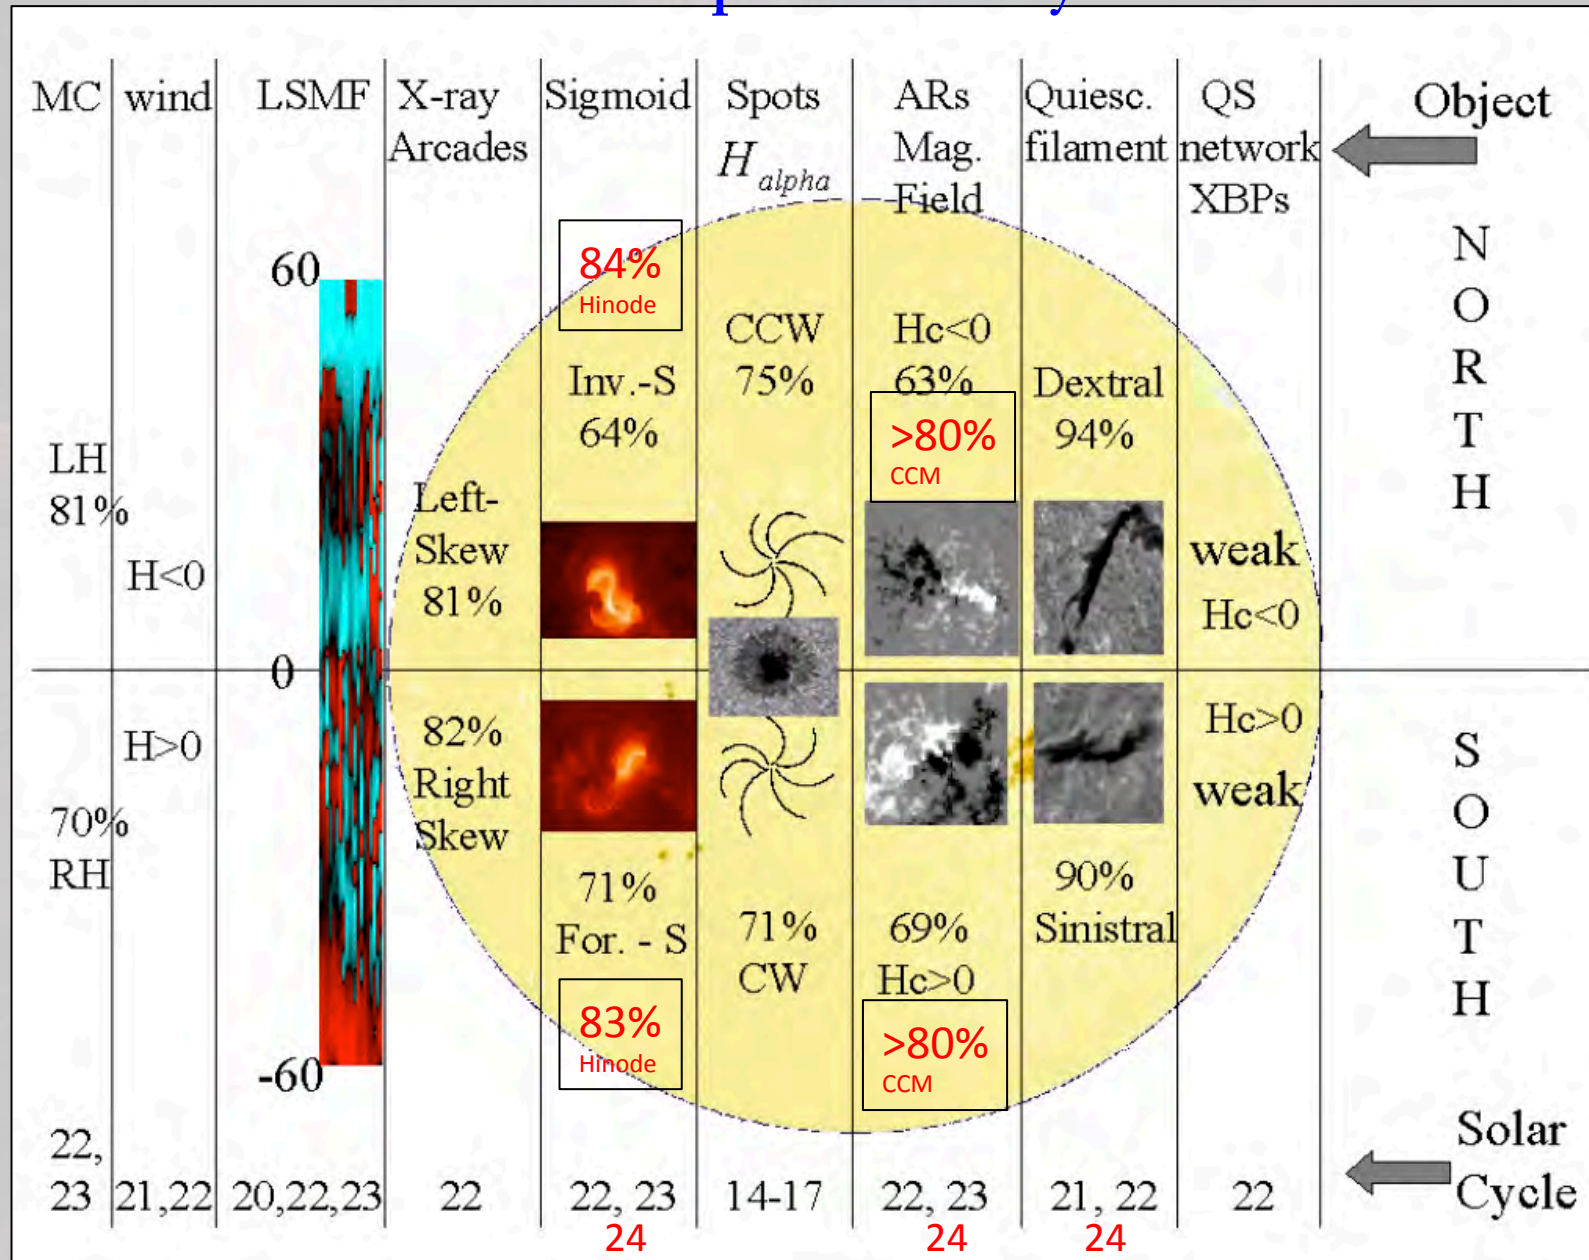 MC wind LSMF X-ray Sigmoid Spots ARs Quiesc. QS Object
Arcades H alpha Mag. filament network
Field XBPs
NORTH
60
84%
Hinode
CCW Hc<0
Inv.-S 75% 63% Dextral
64% >80% 94%
CCM
LH
81%
Left-
Skew
81%
weak
H<0
Hc<0
0
H>0
82%
Right
Skew
Hc>0
weak
SOUTH
70%
RH
71% 90%
For. - S 71% 69% Sinistral
CW Hc>0
83%
Hinode
>80%
CCM
-60
22, Solar
23 21,22 20,22,23 22 22, 23 14-17 22, 23 21, 22 22 Cycle
24 24 24